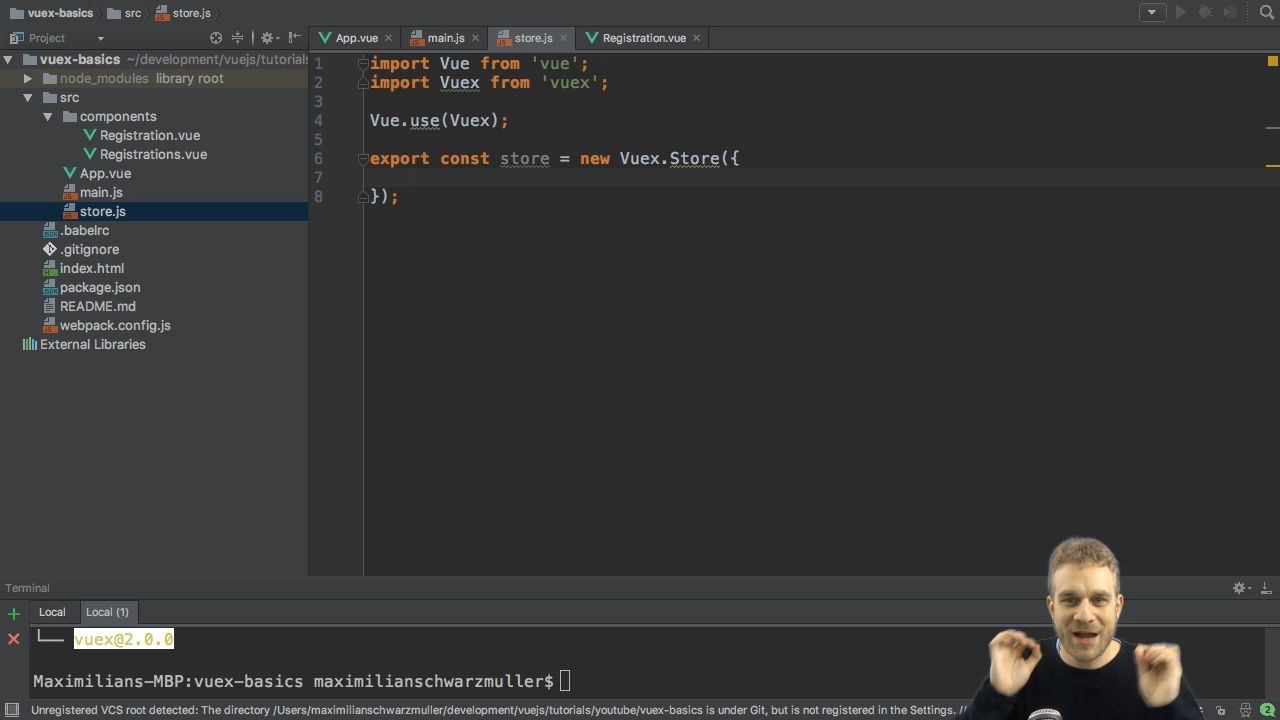 vuex-basics
src
store.js
Project
App.vue
main.js
store.js
Registration.vue
vuex-basics ~/development/vuejs/tutorials
node_modules library root
src
components
Registration.vue
Registrations.vue
App.vue
main.js
store.js
.babelrc
.gitignore
index.html
package.json
README.md
webpack.config.js
External Libraries
1 import Vue from 'vue';
2 import Vuex from 'vuex';
3
4 Vue.use(Vuex);
5
6 export const store = new Vuex.Store({
7
8 });
Terminal
Local
Local (1)
└── vuex@2.0.0
Maximilians-MBP:vuex-basics maximilianschwarzmuller$
Unregistered VCS root detected: The directory /Users/maximilianschwarzmuller/development/vuejs/tutorials/youtube/vuex-basics is under Git, but is not registered in the Settings. //
2